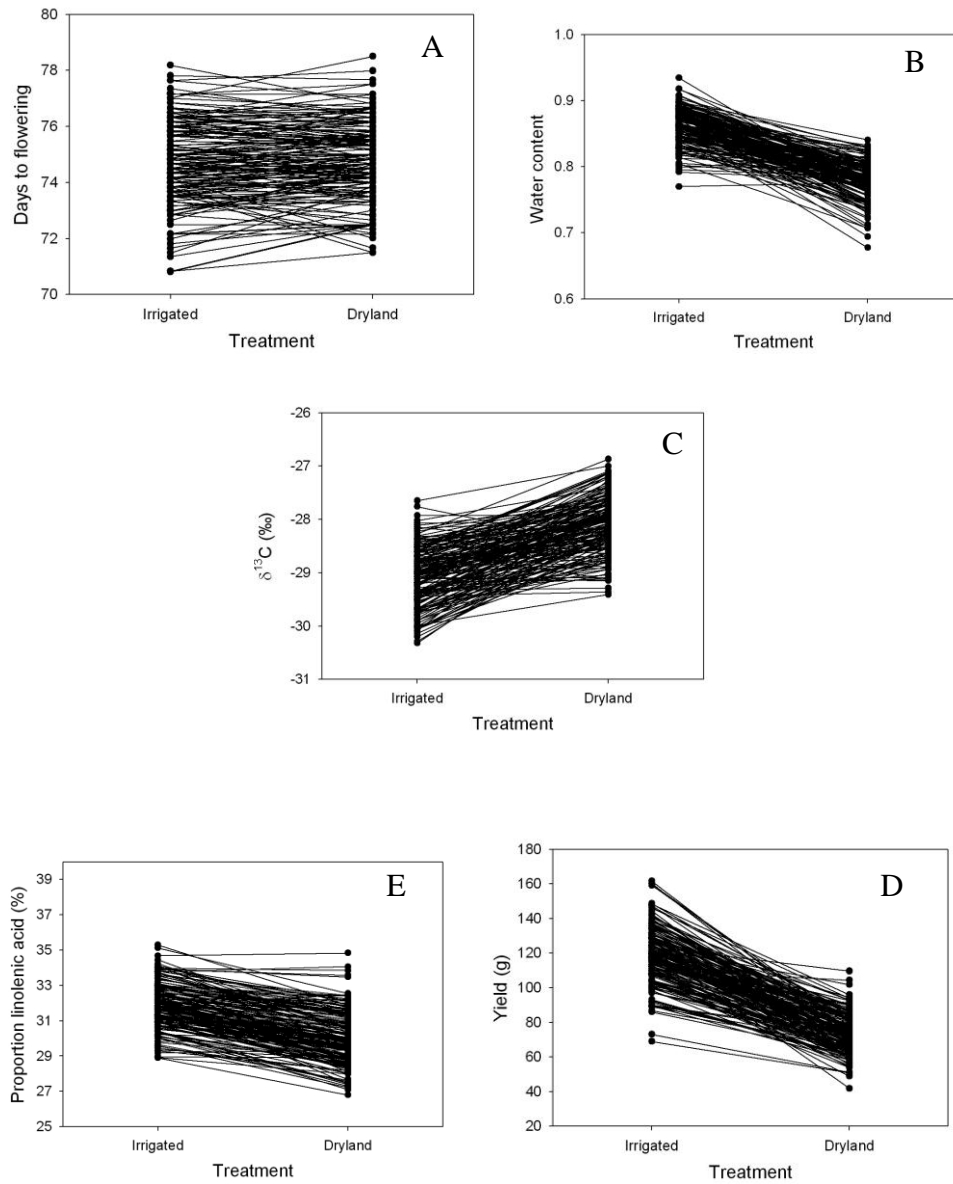 A
Days to flowering
80
78
76
74
72
70
Irrigated
Dryland
Treatment
B
Water content
1.0
0.9
0.8
0.7
0.6
Irrigated
Dryland
Treatment
C
δ¹³C (‰)
-26
-27
-28
-29
-30
-31
Irrigated
Dryland
Treatment
E
Proportion linolenic acid (%)
39
37
35
33
31
29
27
25
Irrigated
Dryland
Treatment
D
Yield (g)
180
160
140
120
100
80
60
40
20
Irrigated
Dryland
Treatment